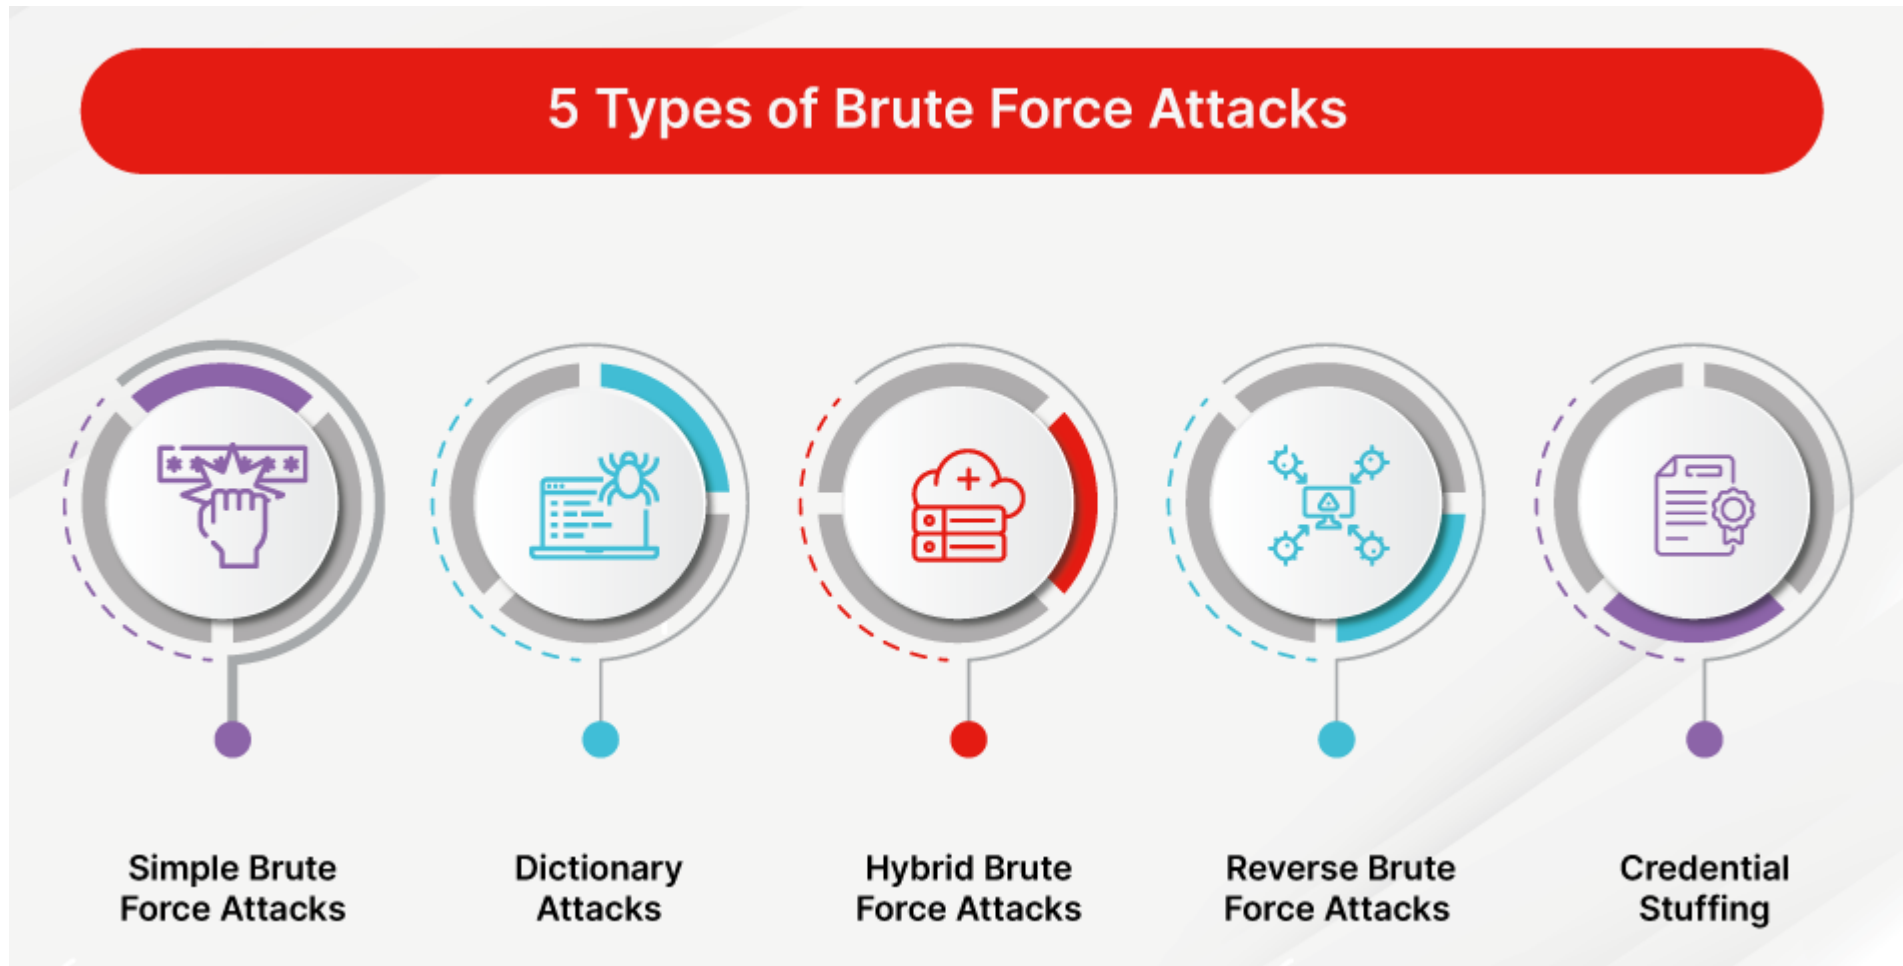 5 Types of Brute Force Attacks
Simple Brute
Force Attacks
Dictionary
Attacks
Hybrid Brute
Force Attacks
Reverse Brute
Force Attacks
Credential
Stuffing